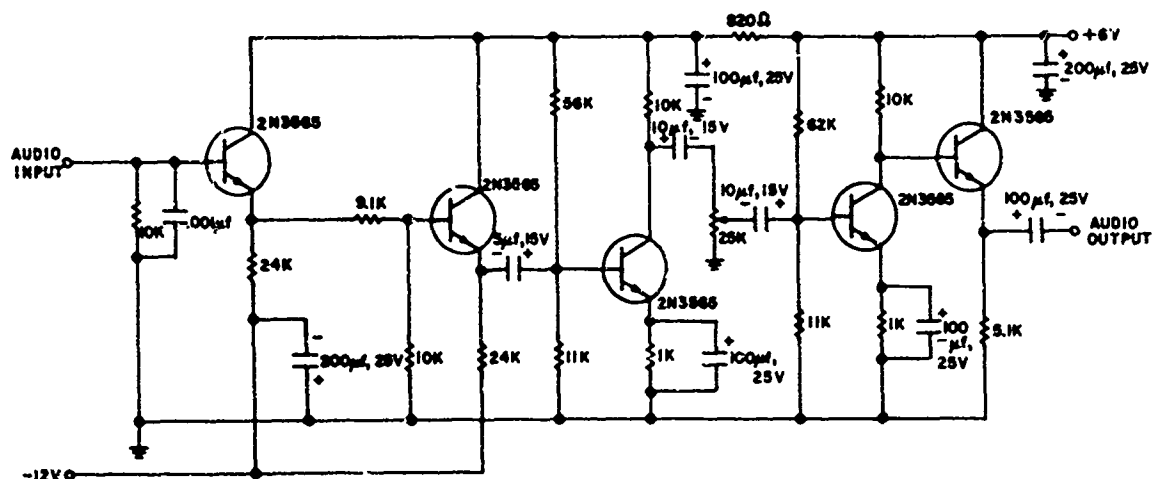 820Ω
+6V
100µf, 25V
200µf, 25V
56K
10K
10K
2N3565
62K
2N3565
10µf, 15V
AUDIO
INPUT
2N3565
10µf, 15V
2N3565
100µf, 25V
9.1K
10K
.001µf
25K
AUDIO
OUTPUT
3µf, 15V
24K
2N3565
11K
1K
100
µf,
25V
5.1K
200µf, 25V
10K
24K
11K
1K
100µf,
25V
-12V